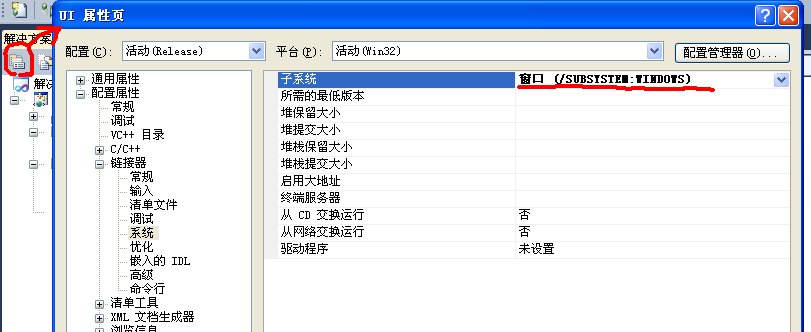 UI 属性页
解决方案
配置(C):
活动(Release)
平台(P):
活动(Win32)
配置管理器(O)...
解决
通用属性
配置属性
常规
调试
VC++ 目录
C/C++
链接器
常规
输入
清单文件
调试
系统
优化
嵌入的 IDL
高级
命令行
清单工具
XML 文档生成器
浏览信息
子系统 窗口 (/SUBSYSTEM:WINDOWS)
所需的最低版本
堆保留大小
堆提交大小
堆栈保留大小
堆栈提交大小
启用大地址
终端服务器
从 CD 交换运行 否
从网络交换运行 否
驱动程序 未设置